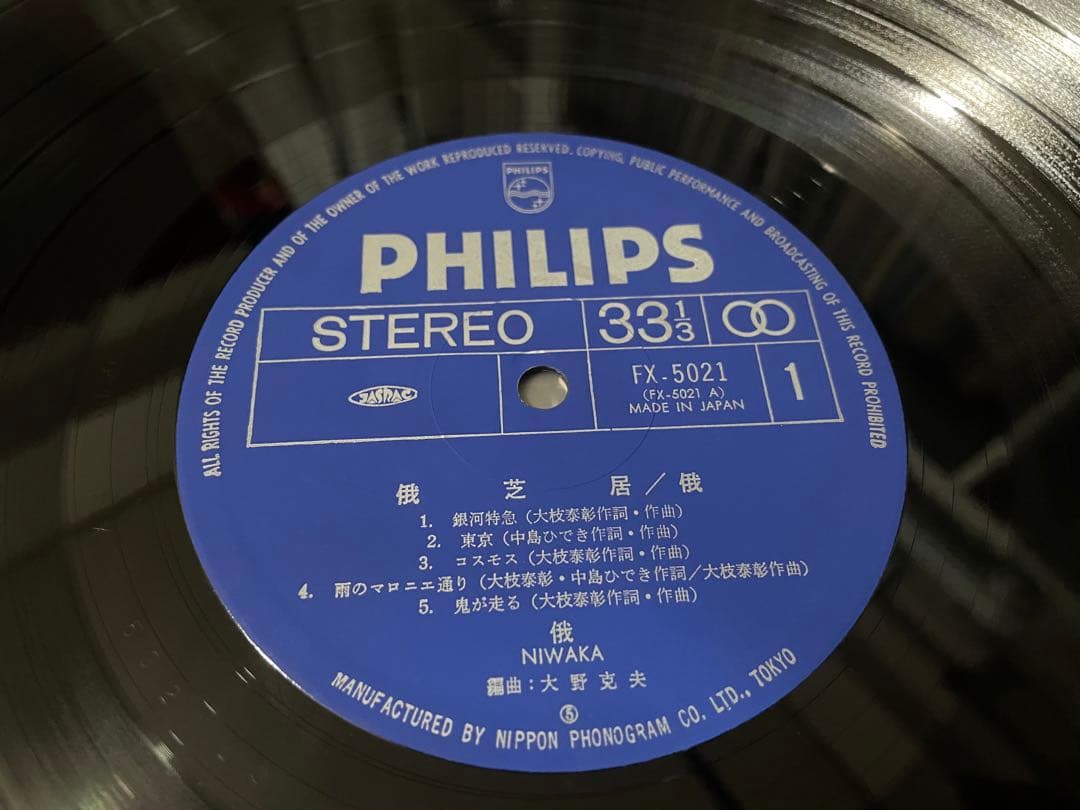 ALL RIGHTS OF THE RECORD PRODUCER AND OF THE OWNER OF THE WORK REPRODUCED RESERVED. COPYING, PUBLIC PERFORMANCE AND BROADCASTING OF THIS RECORD PROHIBITED
PHILIPS
PHILIPS
STEREO
33 1/3
JASRAC
FX-5021
(FX-5021 A)
MADE IN JAPAN
1
俄芝居/俄
1. 銀河特急(大枝泰彰作詞・作曲)
2. 東京(中島ひでき作詞・作曲)
3. コスモス(大枝泰彰作詞・作曲)
4. 雨のマロニエ通り(大枝泰彰・中島ひでき作詞/大枝泰彰作曲)
5. 鬼が走る(大枝泰彰作詞・作曲)
俄
NIWAKA
編曲:大野克夫
⑤
MANUFACTURED BY NIPPON PHONOGRAM CO. LTD., TOKYO